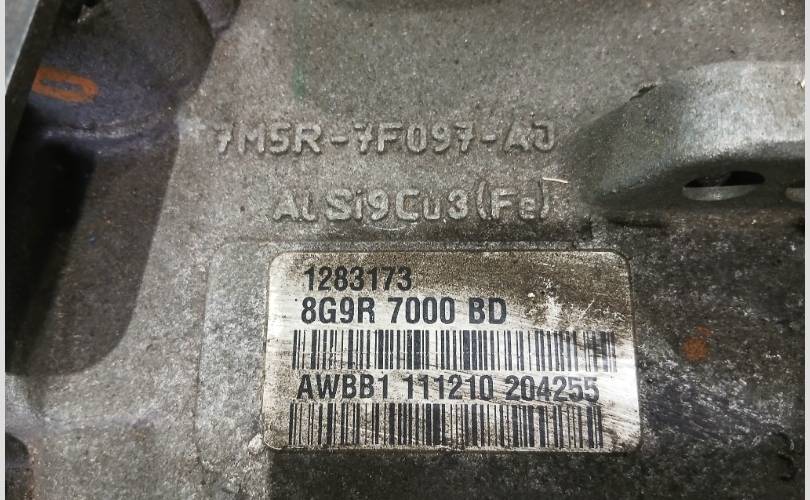 7M5R-7F097-AJ
AlSi9Cu3(Fe)
1283173
8G9R 7000 BD
AWBB1 111210 204255